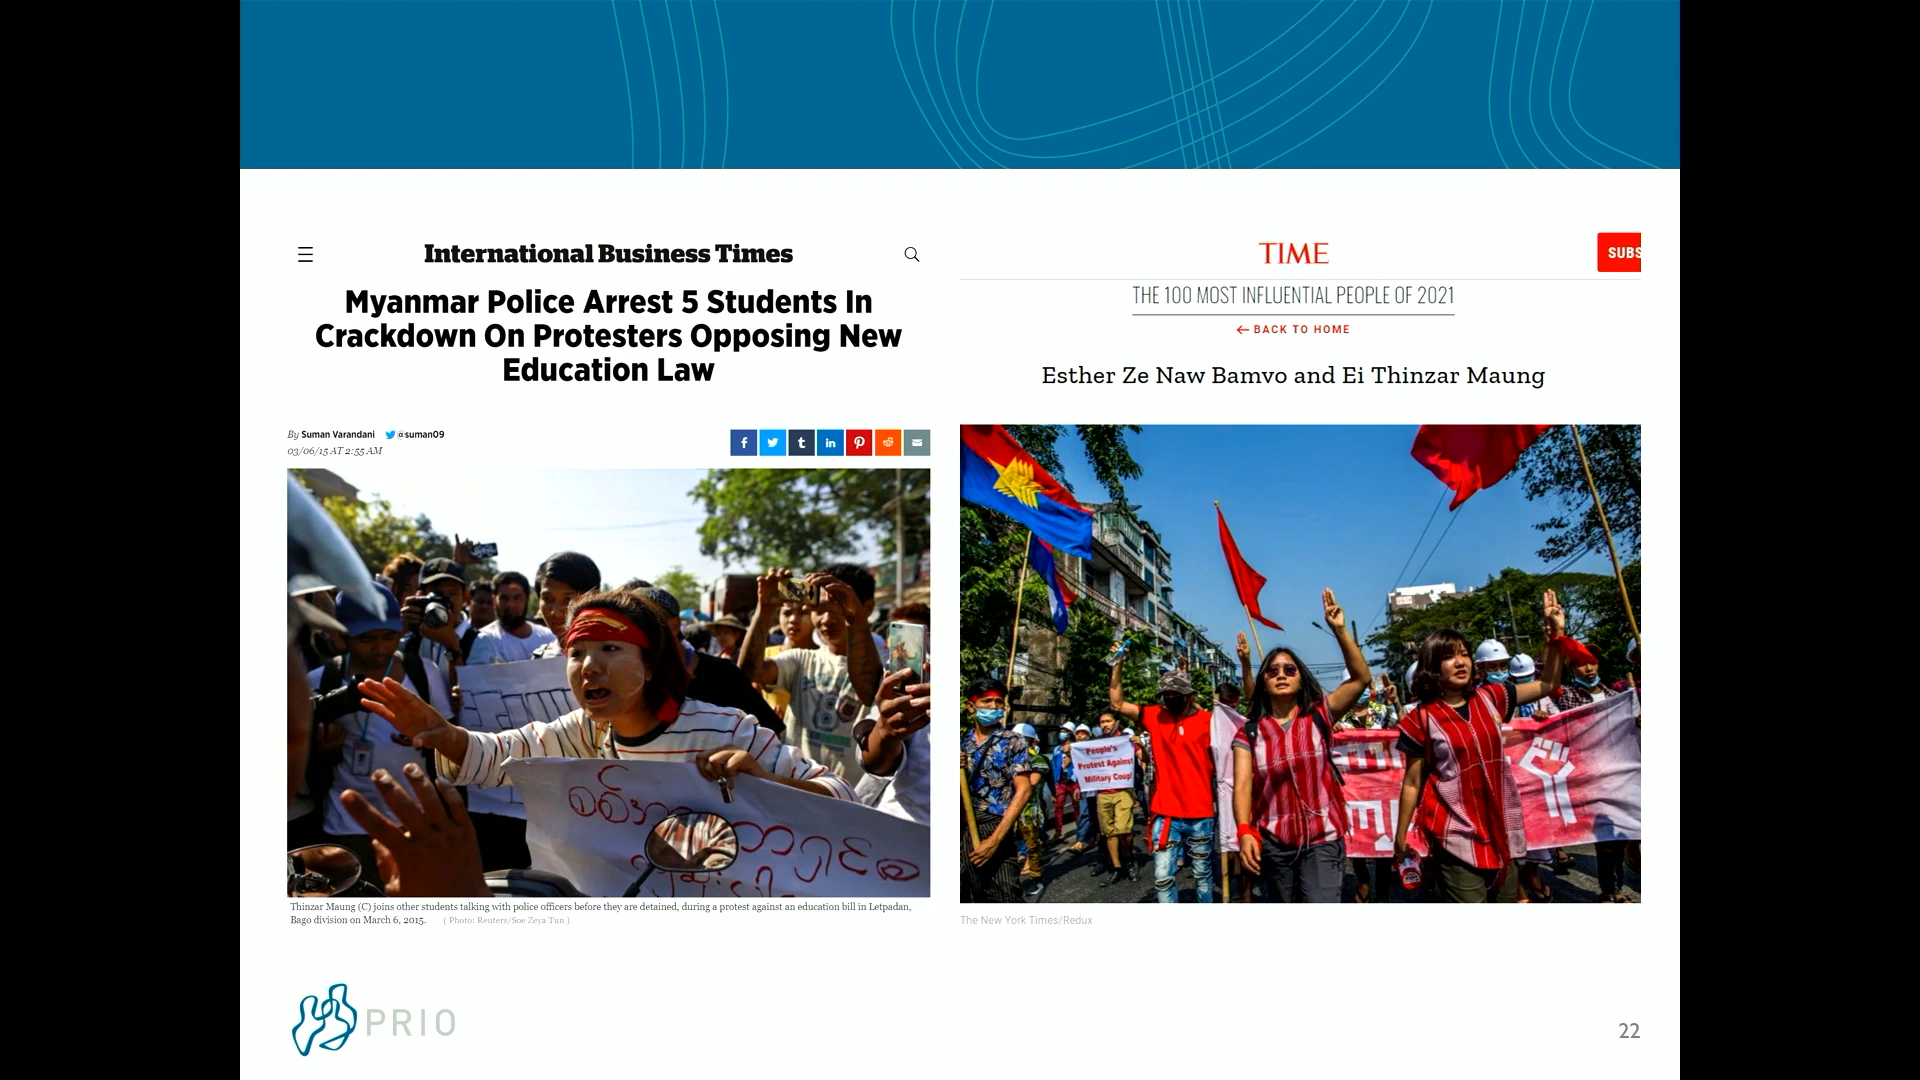 International Business Times
Myanmar Police Arrest 5 Students In
Crackdown On Protesters Opposing New
Education Law
By Suman Varandani @suman09
03/06/15 AT 2:55 AM
Thinzar Maung (C) joins other students talking with police officers before they are detained, during a protest against an education bill in Letpadan,
Bago division on March 6, 2015. ( Photo: Reuters/Soe Zeya Tun )
TIME
SUBS
THE 100 MOST INFLUENTIAL PEOPLE OF 2021
← BACK TO HOME
Esther Ze Naw Bamvo and Ei Thinzar Maung
People's
Protest Against
Military Coup!
The New York Times/Redux
PRIO
22